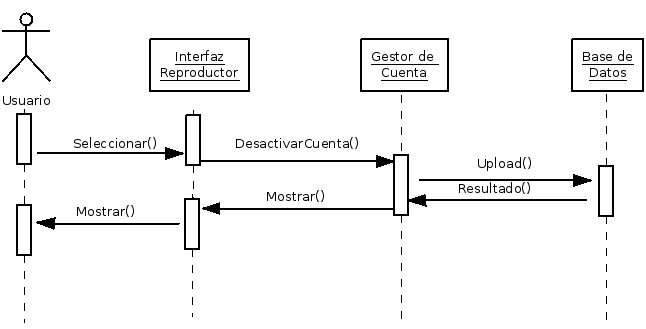 Interfaz
Reproductor
Gestor de
Cuenta
Base de
Datos
Usuario
Seleccionar()
DesactivarCuenta()
Upload()
Resultado()
Mostrar()
Mostrar()